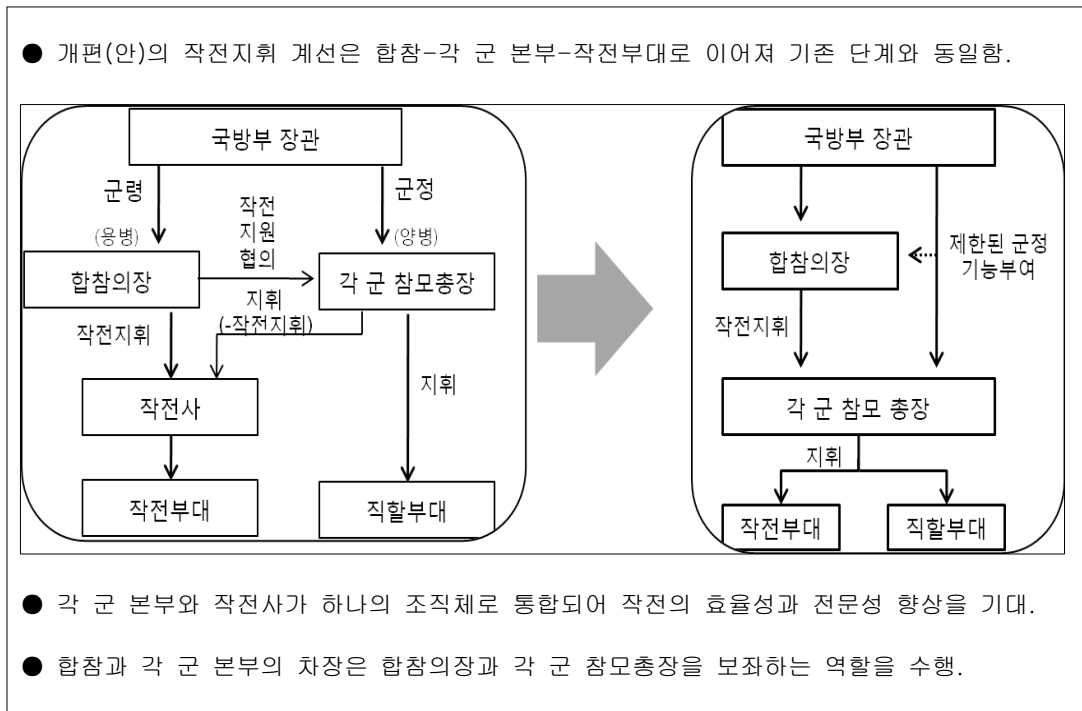 ● 개편(안)의 작전지휘 계선은 합참-각 군 본부-작전부대로 이어져 기존 단계와 동일함.
국방부 장관
군령
군정
작전
지원
협의
(용병)
(양병)
합참의장
각 군 참모총장
지휘
(-작전지휘)
작전지휘
지휘
작전사
작전부대
직할부대
국방부 장관
합참의장
제한된 군정
기능부여
작전지휘
각 군 참모 총장
지휘
작전부대
직할부대
● 각 군 본부와 작전사가 하나의 조직체로 통합되어 작전의 효율성과 전문성 향상을 기대.
● 합참과 각 군 본부의 차장은 합참의장과 각 군 참모총장을 보좌하는 역할을 수행.